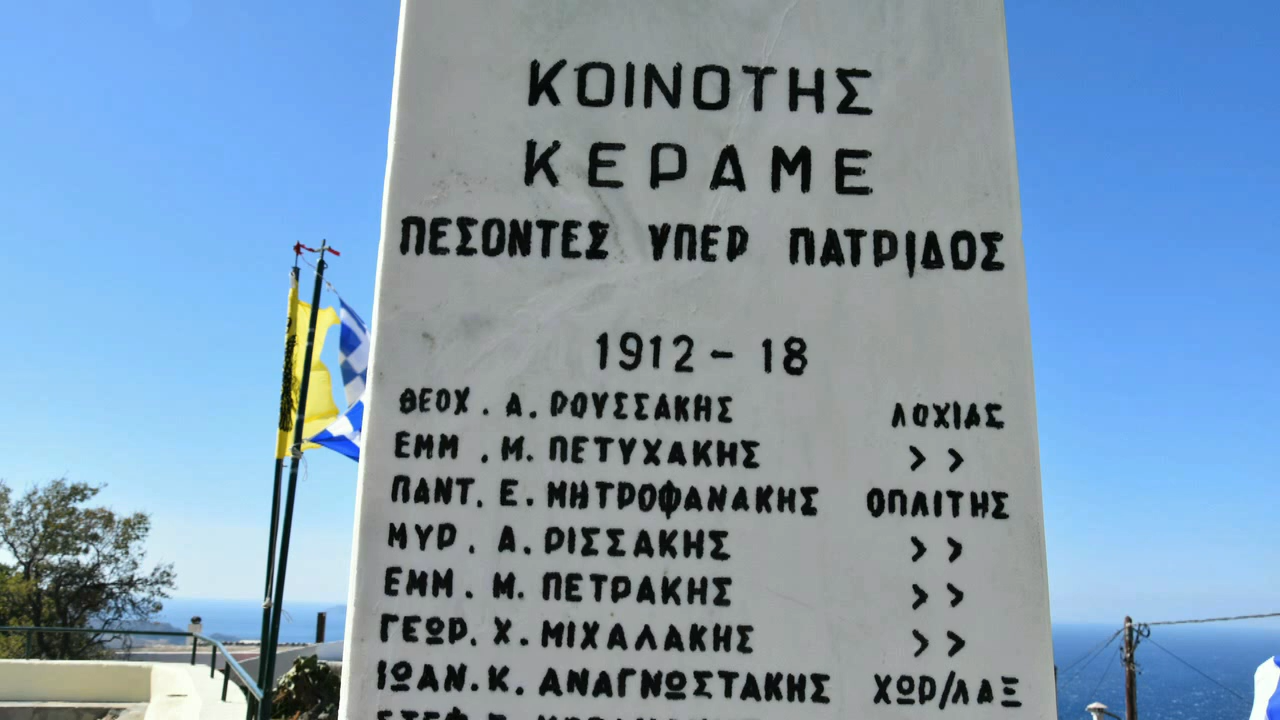 ΚΟΙΝΟΤΗΣ
ΚΕΡΑΜΕ
ΠΕΣΟΝΤΕΣ ΥΠΕΡ ΠΑΤΡΙΔΟΣ
1912 - 18
ΘΕΟΧ. Α. ΡΟΥΣΣΑΚΗΣ ΛΟΧΙΑΣ
ΕΜΜ. Μ. ΠΕΤΥΧΑΚΗΣ > >
ΠΑΝΤ. Ε. ΜΗΤΡΟΦΑΝΑΚΗΣ ΟΠΛΙΤΗΣ
ΜΥΡ. Α. ΡΙΣΣΑΚΗΣ > >
ΕΜΜ. Μ. ΠΕΤΡΑΚΗΣ > >
ΓΕΩΡ. Χ. ΜΙΧΑΛΑΚΗΣ > >
ΙΩΑΝ. Κ. ΑΝΑΓΝΩΣΤΑΚΗΣ ΧΩΡ/ΛΑΞ